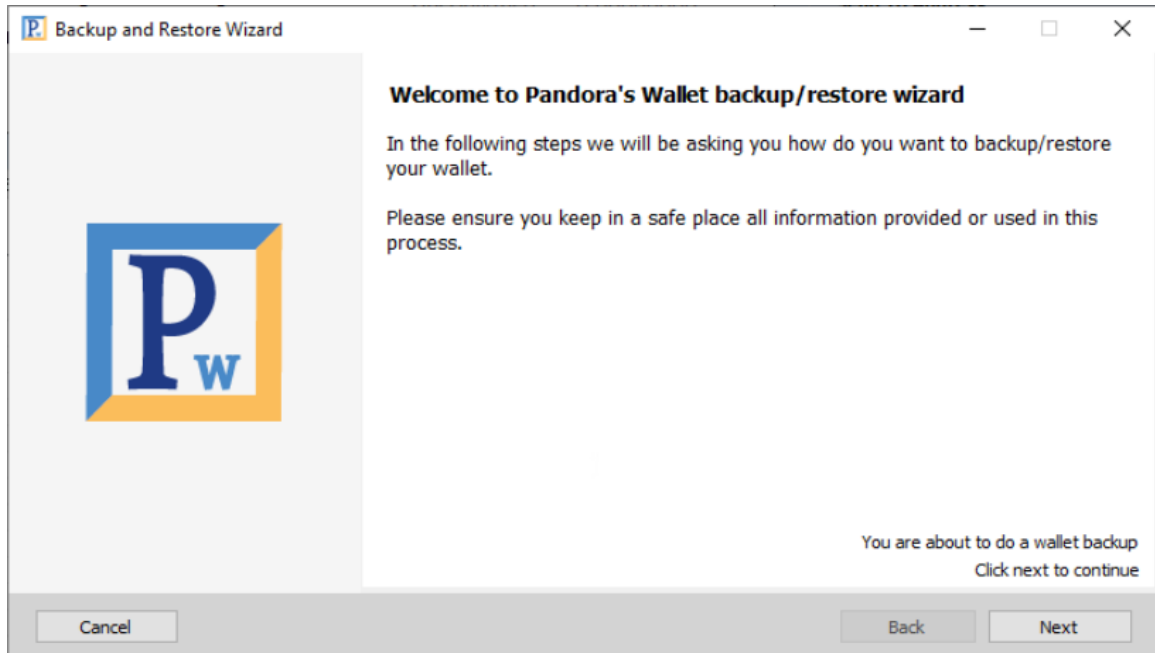 Backup and Restore Wizard
Welcome to Pandora's Wallet backup/restore wizard
In the following steps we will be asking you how do you want to backup/restore
your wallet.
Please ensure you keep in a safe place all information provided or used in this
process.
P
W
You are about to do a wallet backup
Click next to continue
Cancel
Back
Next